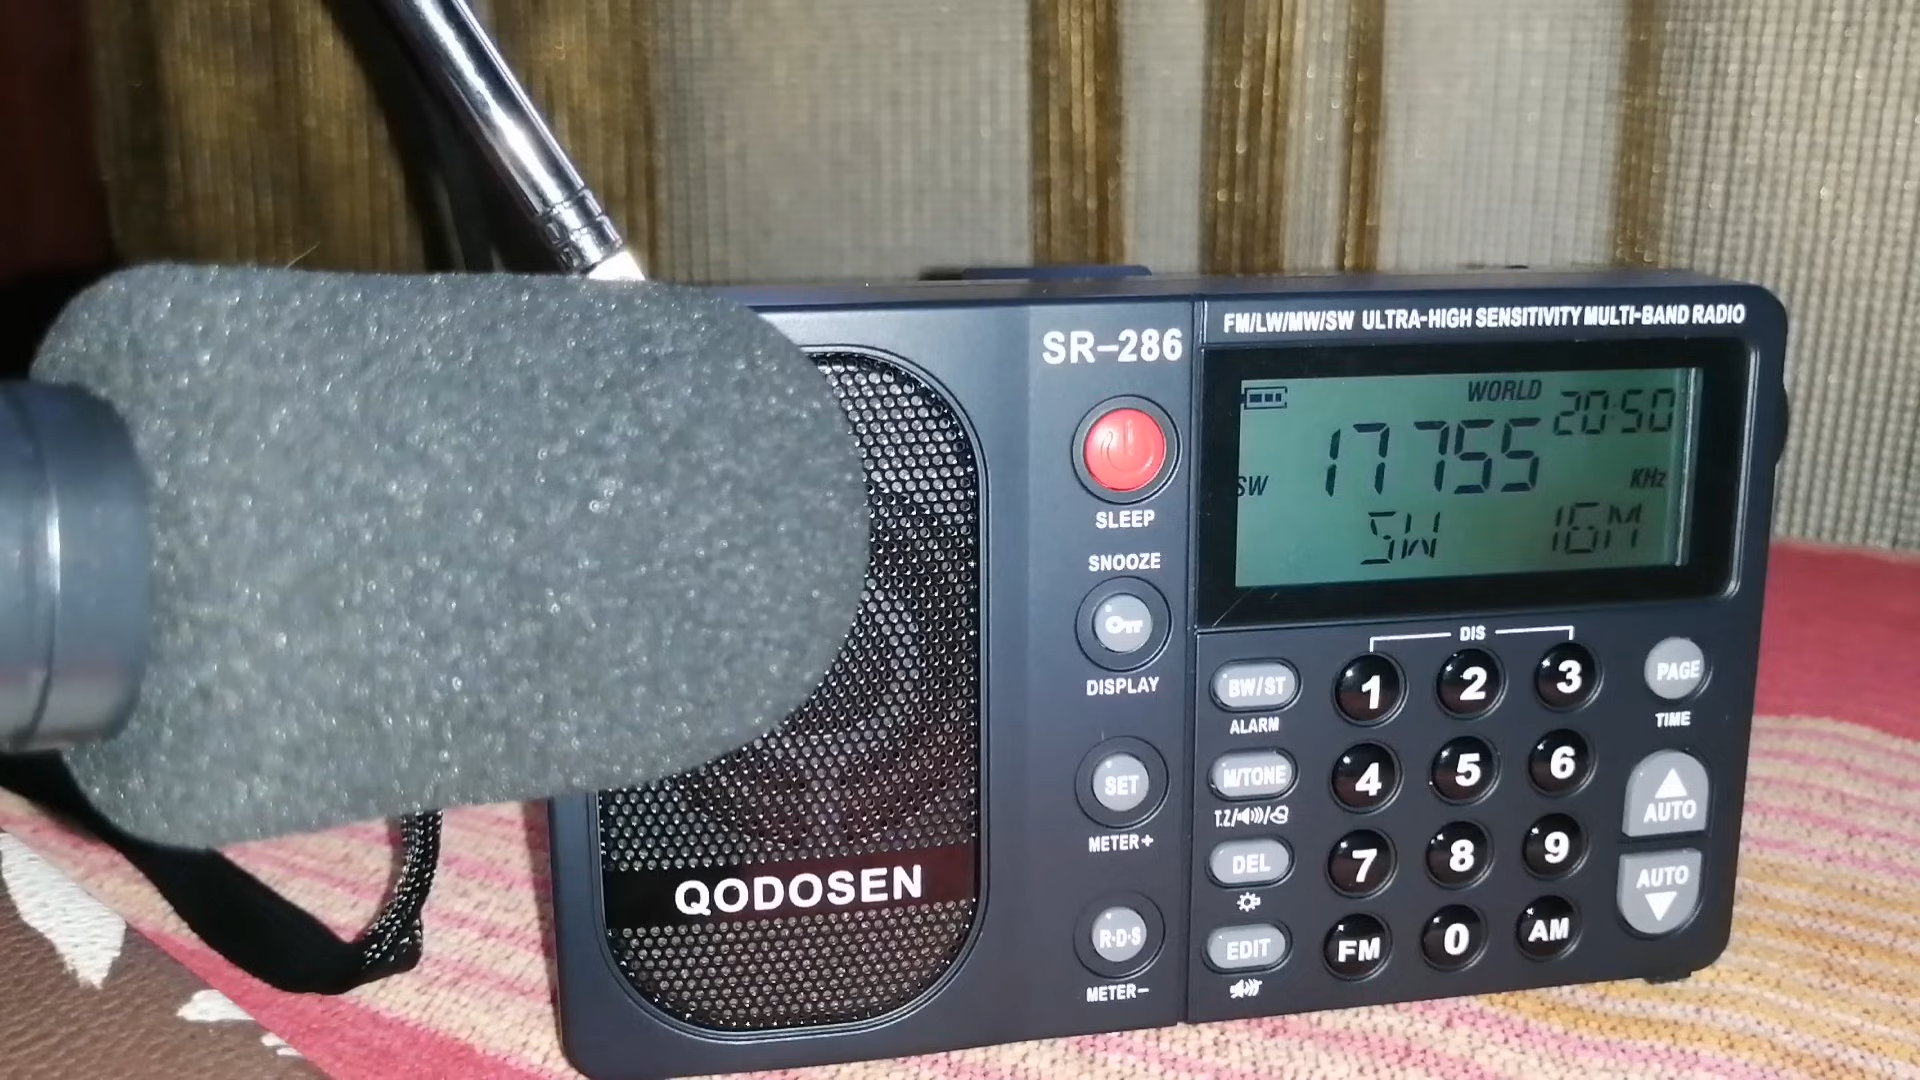 SR-286
FM/LW/MW/SW ULTRA-HIGH SENSITIVITY MULTI-BAND RADIO
WORLD
20:50
17755
SW
KHz
SW
16M
SLEEP
SNOOZE
DISPLAY
SET
METER+
R·D·S
METER-
DIS
BW/ST
1
2
3
PAGE
ALARM
TIME
M/TONE
4
5
6
AUTO
T.Z/
DEL
7
8
9
AUTO
EDIT
FM
0
AM
QODOSEN